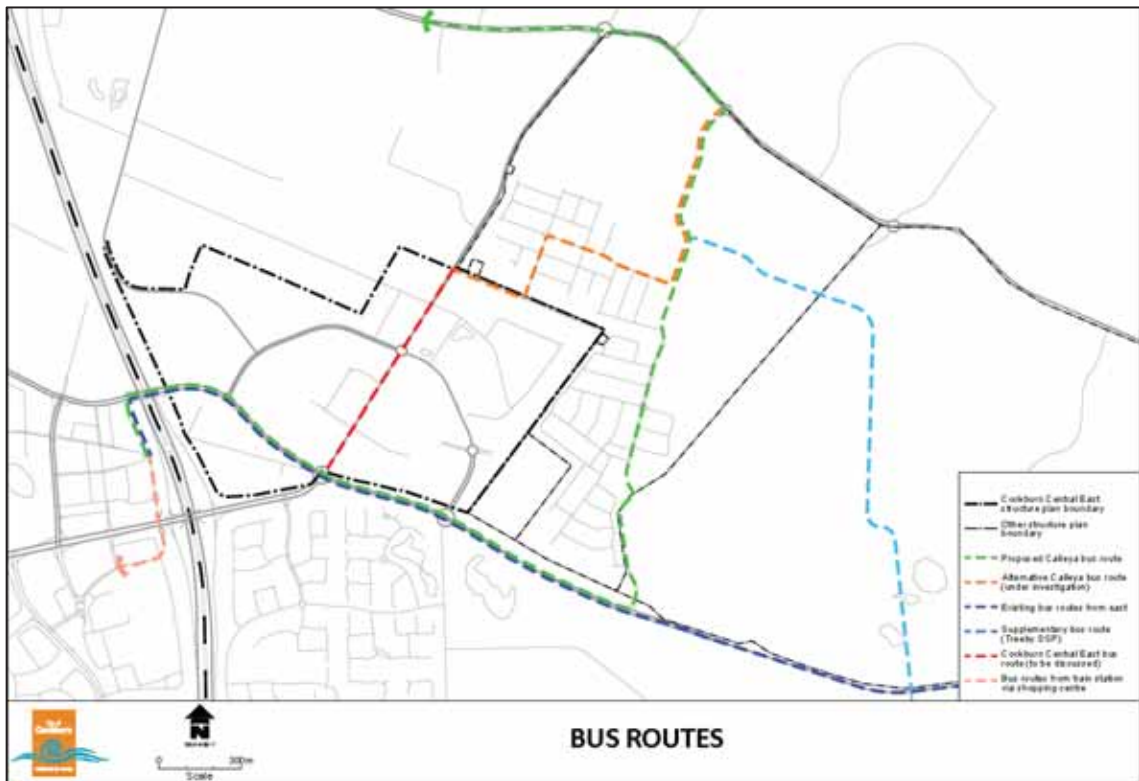 Cockburn Central East
structure plan boundary
Other structure plan
boundary
Proposed Calleya bus route
Alternative Calleya bus route
(under investigation)
Existing bus routes from east
Supplementary bus route
(Treeby DSP)
Cockburn Central East bus
route (to be discussed)
Bus routes from train station
via shopping centre
N
0 300m
Scale
BUS ROUTES
Cockburn